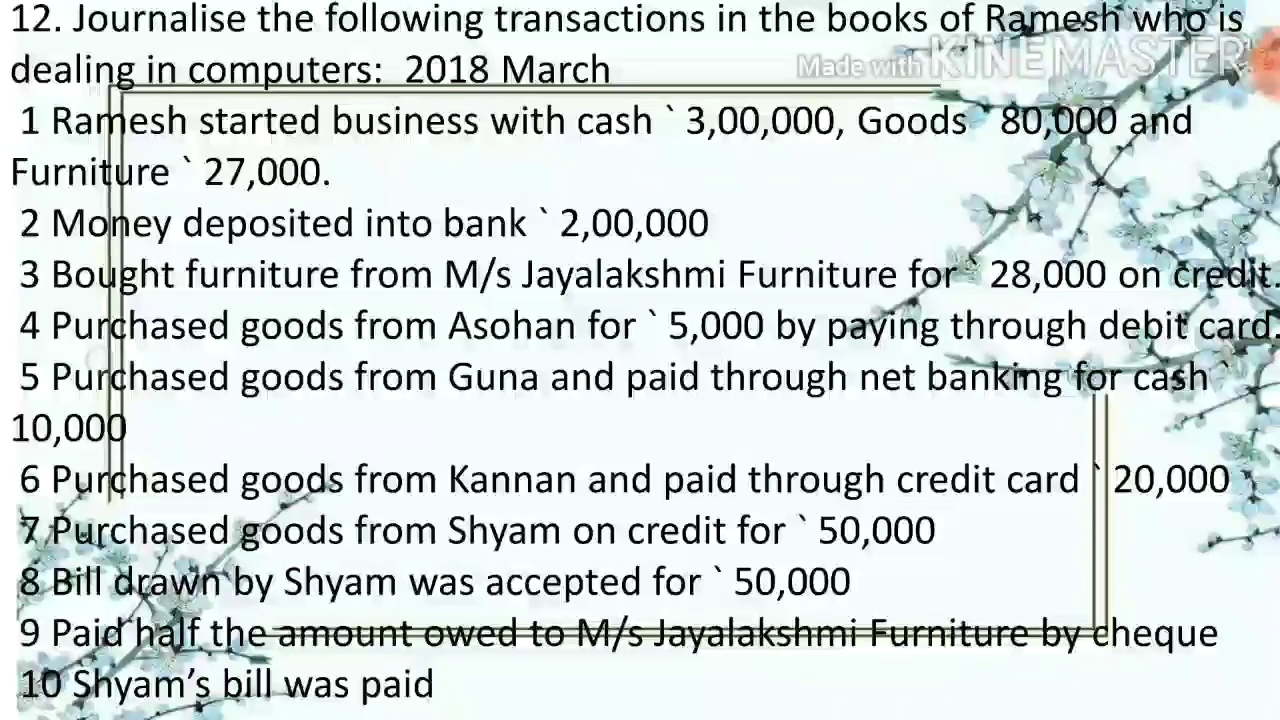 12. Journalise the following transactions in the books of Ramesh who is
dealing in computers: 2018 March
Made with KINEMASTER
1 Ramesh started business with cash ` 3,00,000, Goods ` 80,000 and
Furniture ` 27,000.
2 Money deposited into bank ` 2,00,000
3 Bought furniture from M/s Jayalakshmi Furniture for ` 28,000 on credit.
4 Purchased goods from Asohan for ` 5,000 by paying through debit card.
5 Purchased goods from Guna and paid through net banking for cash `
10,000
6 Purchased goods from Kannan and paid through credit card ` 20,000
7 Purchased goods from Shyam on credit for ` 50,000
8 Bill drawn by Shyam was accepted for ` 50,000
9 Paid half the amount owed to M/s Jayalakshmi Furniture by cheque
10 Shyam’s bill was paid